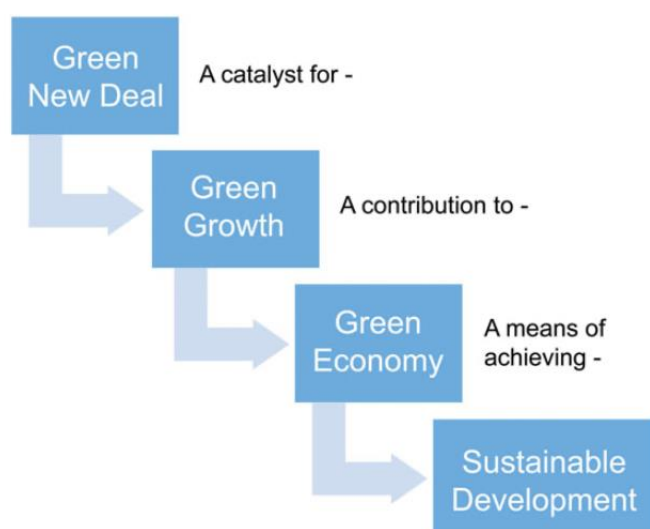 Green
New Deal
A catalyst for -
Green
Growth
A contribution to -
Green
Economy
A means of
achieving -
Sustainable
Development